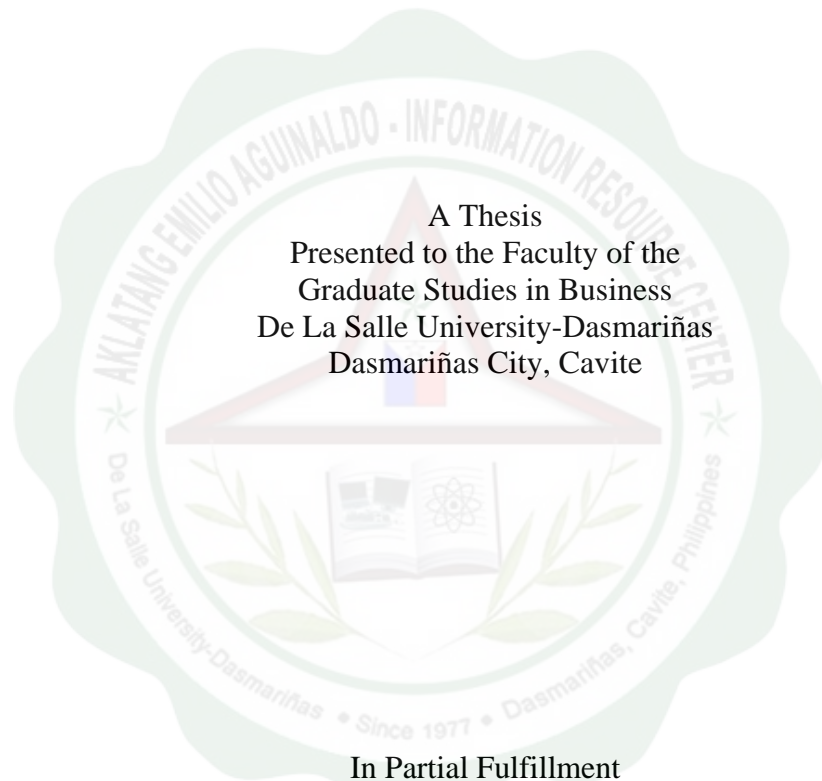 AKLATANG EMILIO AGUINALDO - INFORMATION RESOURCE CENTER
A Thesis
Presented to the Faculty of the
Graduate Studies in Business
De La Salle University-Dasmariñas
Dasmariñas City, Cavite
De La Salle University-Dasmariñas • Since 1977 • Dasmariñas, Cavite, Philippines
In Partial Fulfillment